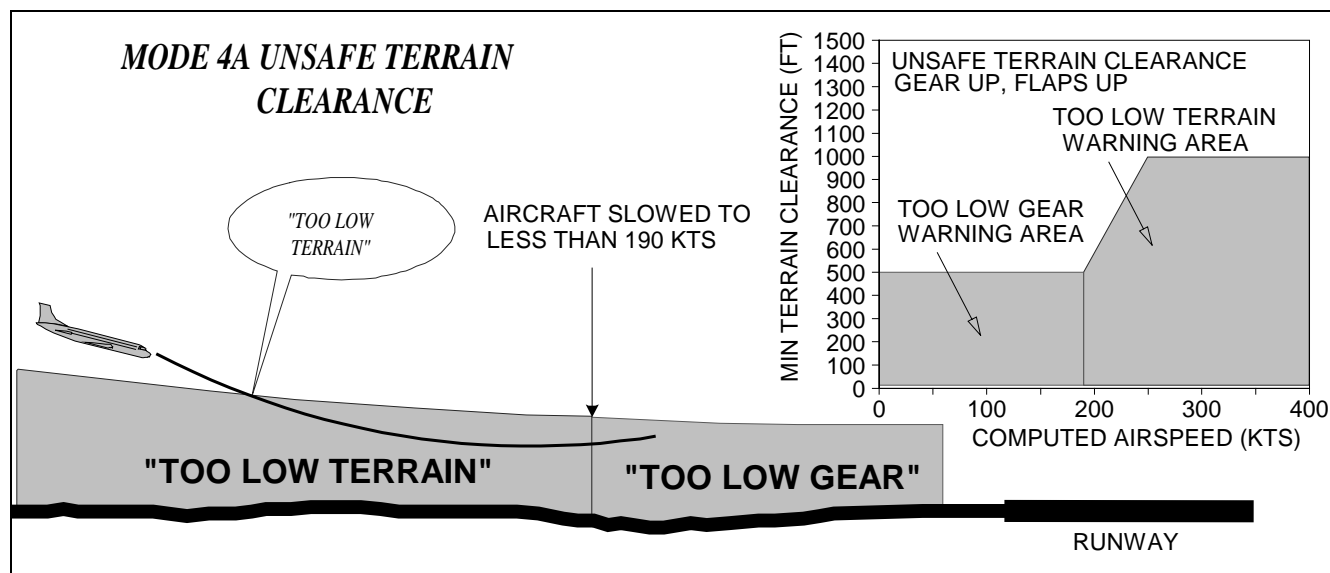 MODE 4A UNSAFE TERRAIN
CLEARANCE
"TOO LOW
TERRAIN"
AIRCRAFT SLOWED TO
LESS THAN 190 KTS
"TOO LOW TERRAIN"
"TOO LOW GEAR"
RUNWAY
MIN TERRAIN CLEARANCE (FT)
1500
1400
1300
1200
1100
1000
900
800
700
600
500
400
300
200
100
0
UNSAFE TERRAIN CLEARANCE
GEAR UP, FLAPS UP
TOO LOW TERRAIN
WARNING AREA
TOO LOW GEAR
WARNING AREA
0
100
200
300
400
COMPUTED AIRSPEED (KTS)